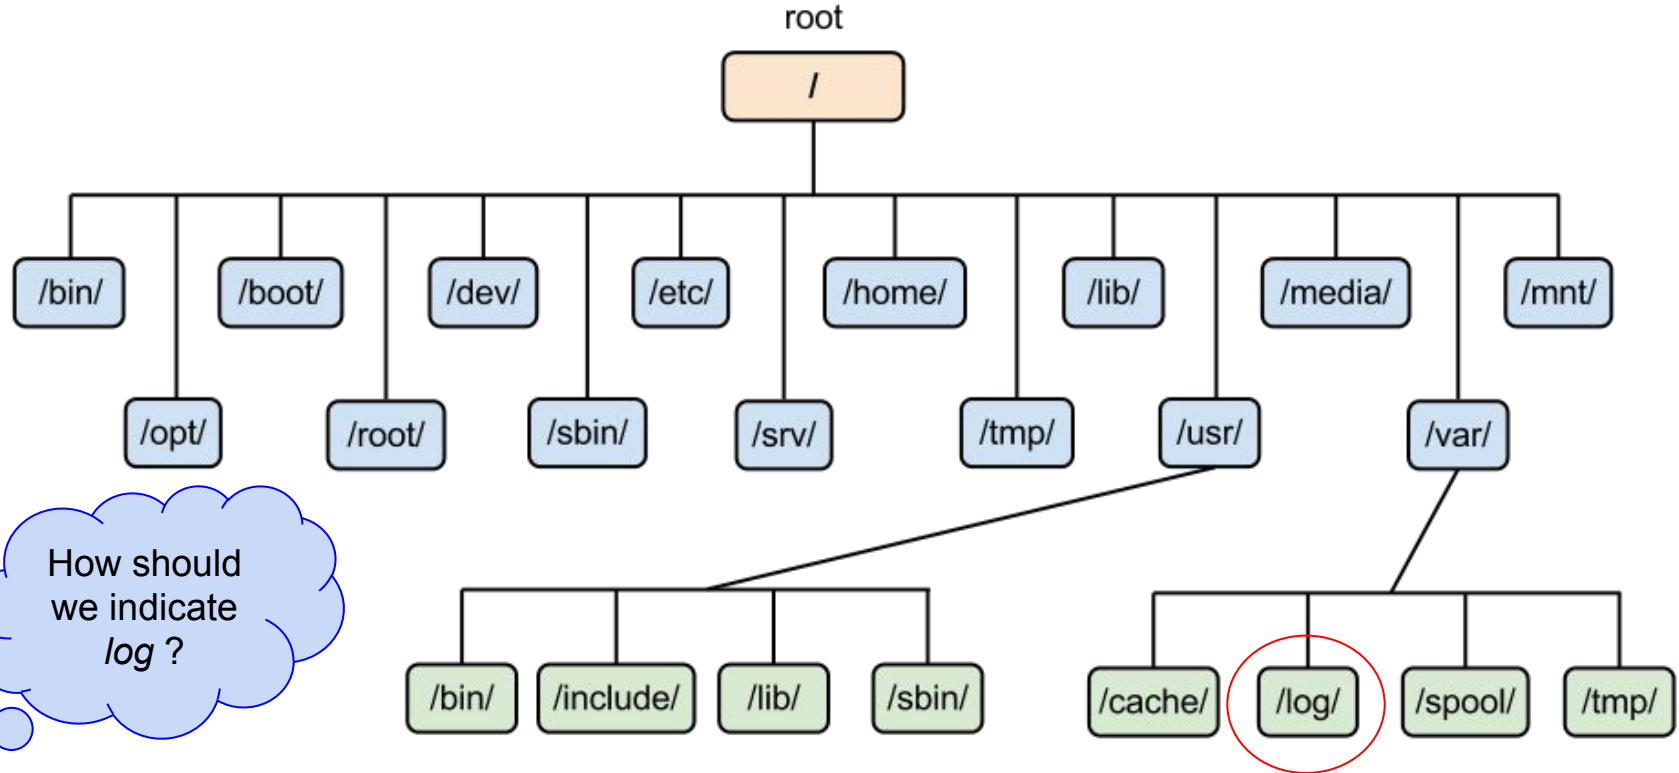 root
/
/bin/
/boot/
/dev/
/etc/
/home/
/lib/
/media/
/mnt/
/opt/
/root/
/sbin/
/srv/
/tmp/
/usr/
/var/
How should
we indicate
log ?
/bin/
/include/
/lib/
/sbin/
/cache/
/log/
/spool/
/tmp/